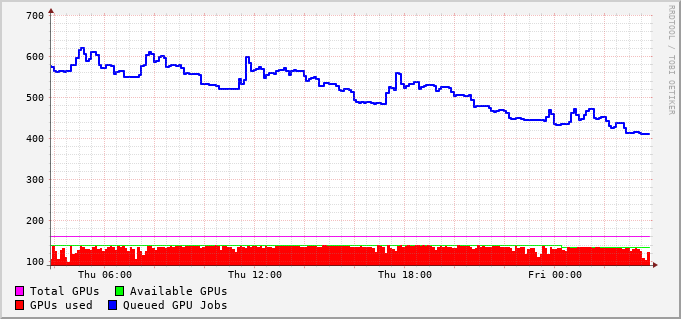 700
600
500
400
300
200
100
Thu 06:00 Thu 12:00 Thu 18:00 Fri 00:00
Total GPUs Available GPUs
GPUs used Queued GPU Jobs
RRDTOOL / TOBI OETIKER